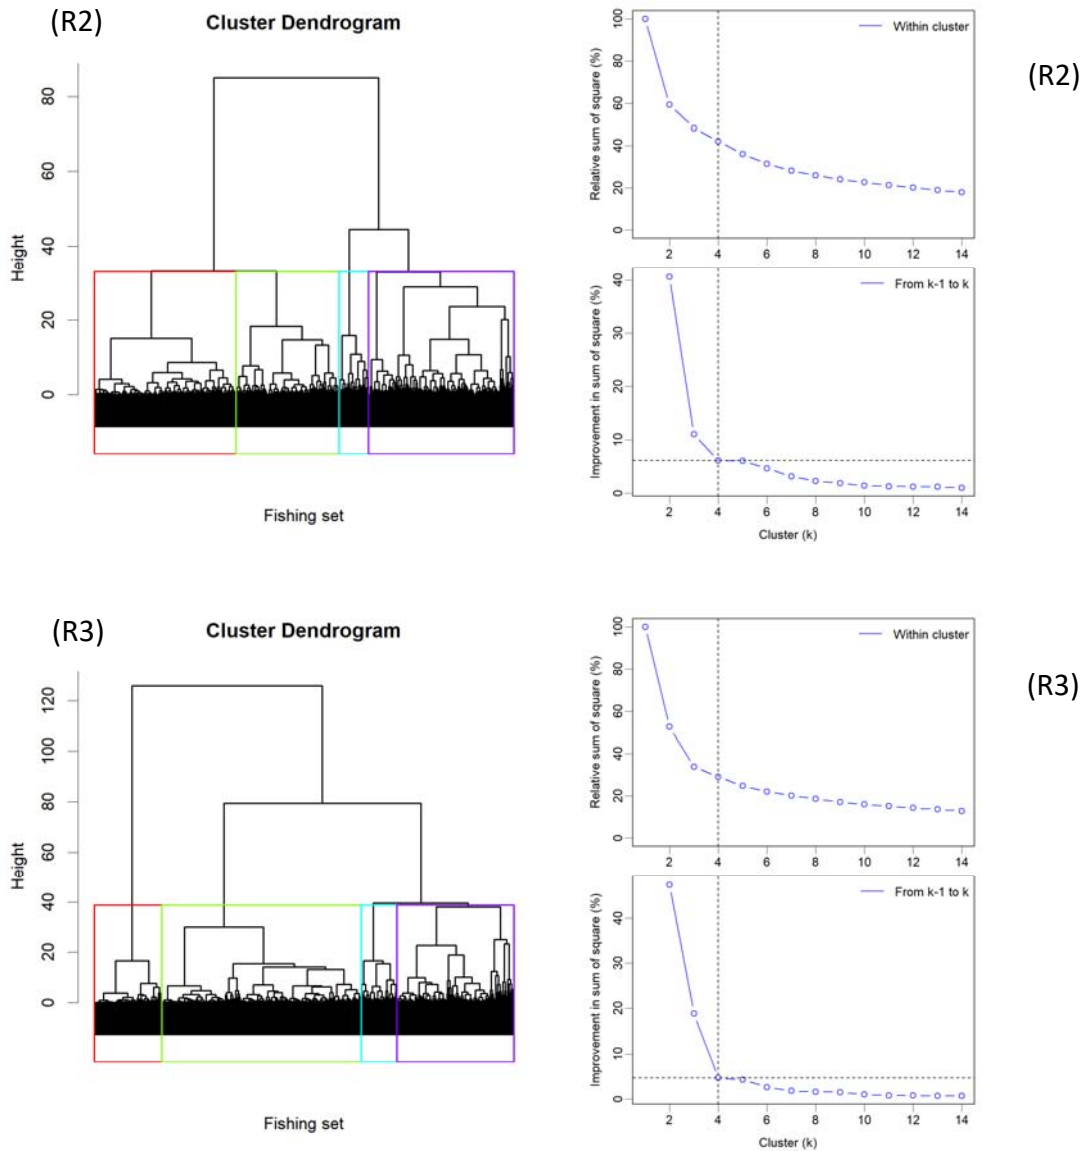 (R2)
Cluster Dendrogram
Height
0
20
40
60
80
Fishing set
(R2)
Relative sum of square (%)
0
20
40
60
80
100
Within cluster
2 4 6 8 10 12 14
Improvement in sum of square (%)
0
10
20
30
40
From k-1 to k
2 4 6 8 10 12 14
Cluster (k)
(R3)
Cluster Dendrogram
Height
0
20
40
60
80
100
120
Fishing set
(R3)
Relative sum of square (%)
0
20
40
60
80
100
Within cluster
2 4 6 8 10 12 14
Improvement in sum of square (%)
0
10
20
30
40
From k-1 to k
2 4 6 8 10 12 14
Cluster (k)